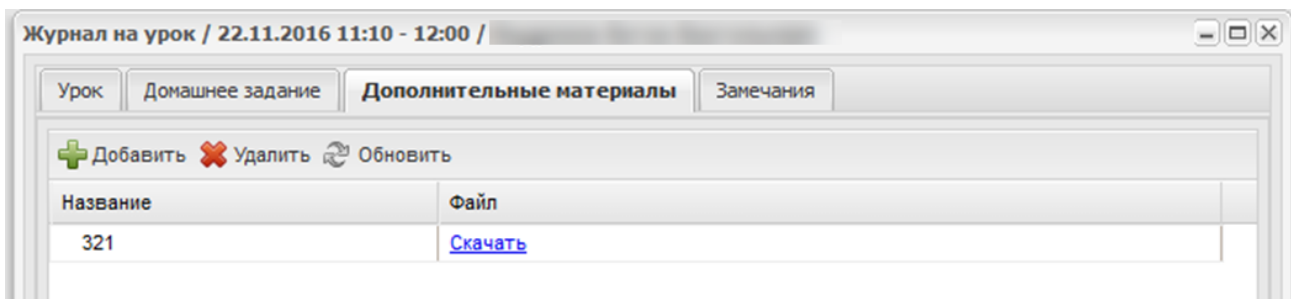 Журнал на урок / 22.11.2016 11:10 - 12:00 /
Урок Домашнее задание Дополнительные материалы Замечания
Добавить Удалить Обновить
Название Файл
321 Скачать